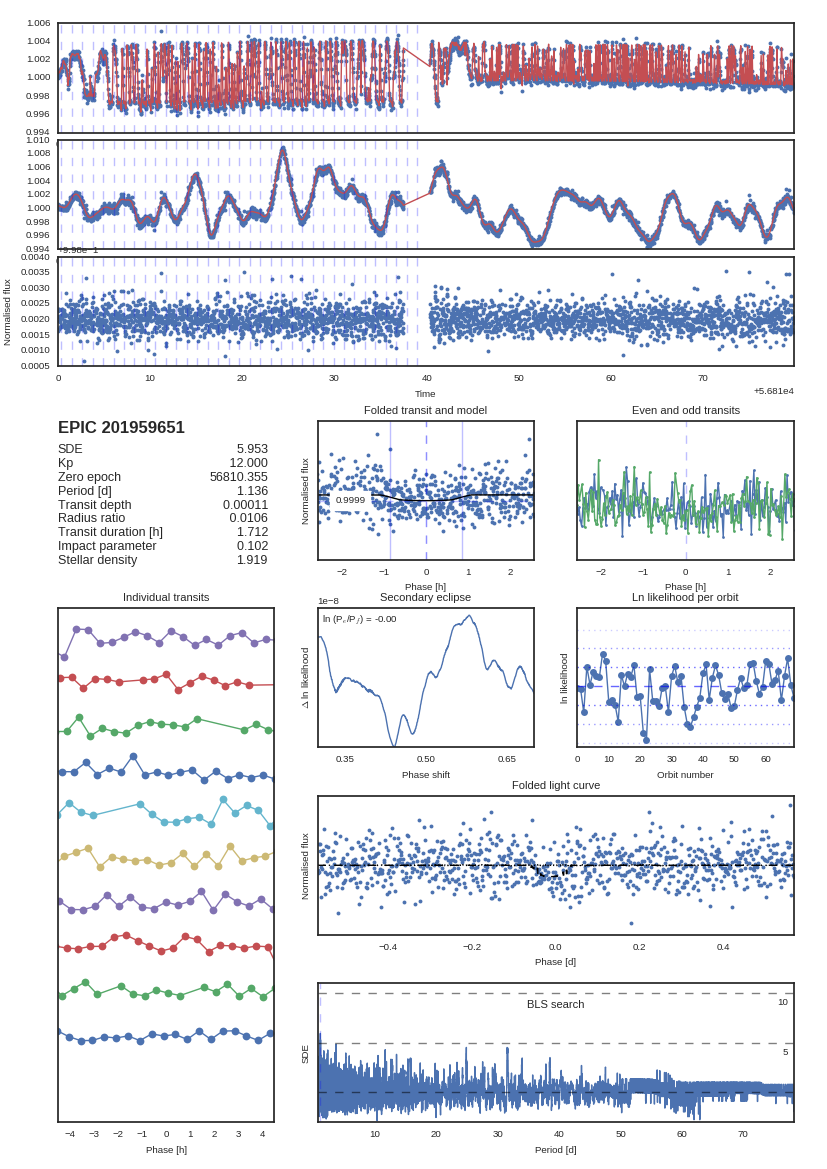 1.006
1.004
1.002
1.000
0.998
0.996
0.994
1.010
1.008
1.006
1.004
1.002
1.000
0.998
0.996
0.994
+9.98e−1
0.0040
0.0035
0.0030
0.0025
0.0020
0.0015
0.0010
0.0005
Normalised flux
0 10 20 30 40 50 60 70
Time
+5.681e4
EPIC 201959651
SDE 5.953
Kp 12.000
Zero epoch 56810.355
Period [d] 1.136
Transit depth 0.00011
Radius ratio 0.0106
Transit duration [h] 1.712
Impact parameter 0.102
Stellar density 1.919
Folded transit and model
Normalised flux
0.9999
−2 −1 0 1 2
Phase [h]
Even and odd transits
−2 −1 0 1 2
Phase [h]
Individual transits
−4 −3 −2 −1 0 1 2 3 4
Phase [h]
Secondary eclipse
1e−8
ln (Pₑ/P𝑓) = -0.00
Δ ln likelihood
0.35 0.50 0.65
Phase shift
Ln likelihood per orbit
ln likelihood
0 10 20 30 40 50 60
Orbit number
Folded light curve
Normalised flux
−0.4 −0.2 0.0 0.2 0.4
Phase [d]
BLS search
10
5
SDE
10 20 30 40 50 60 70
Period [d]